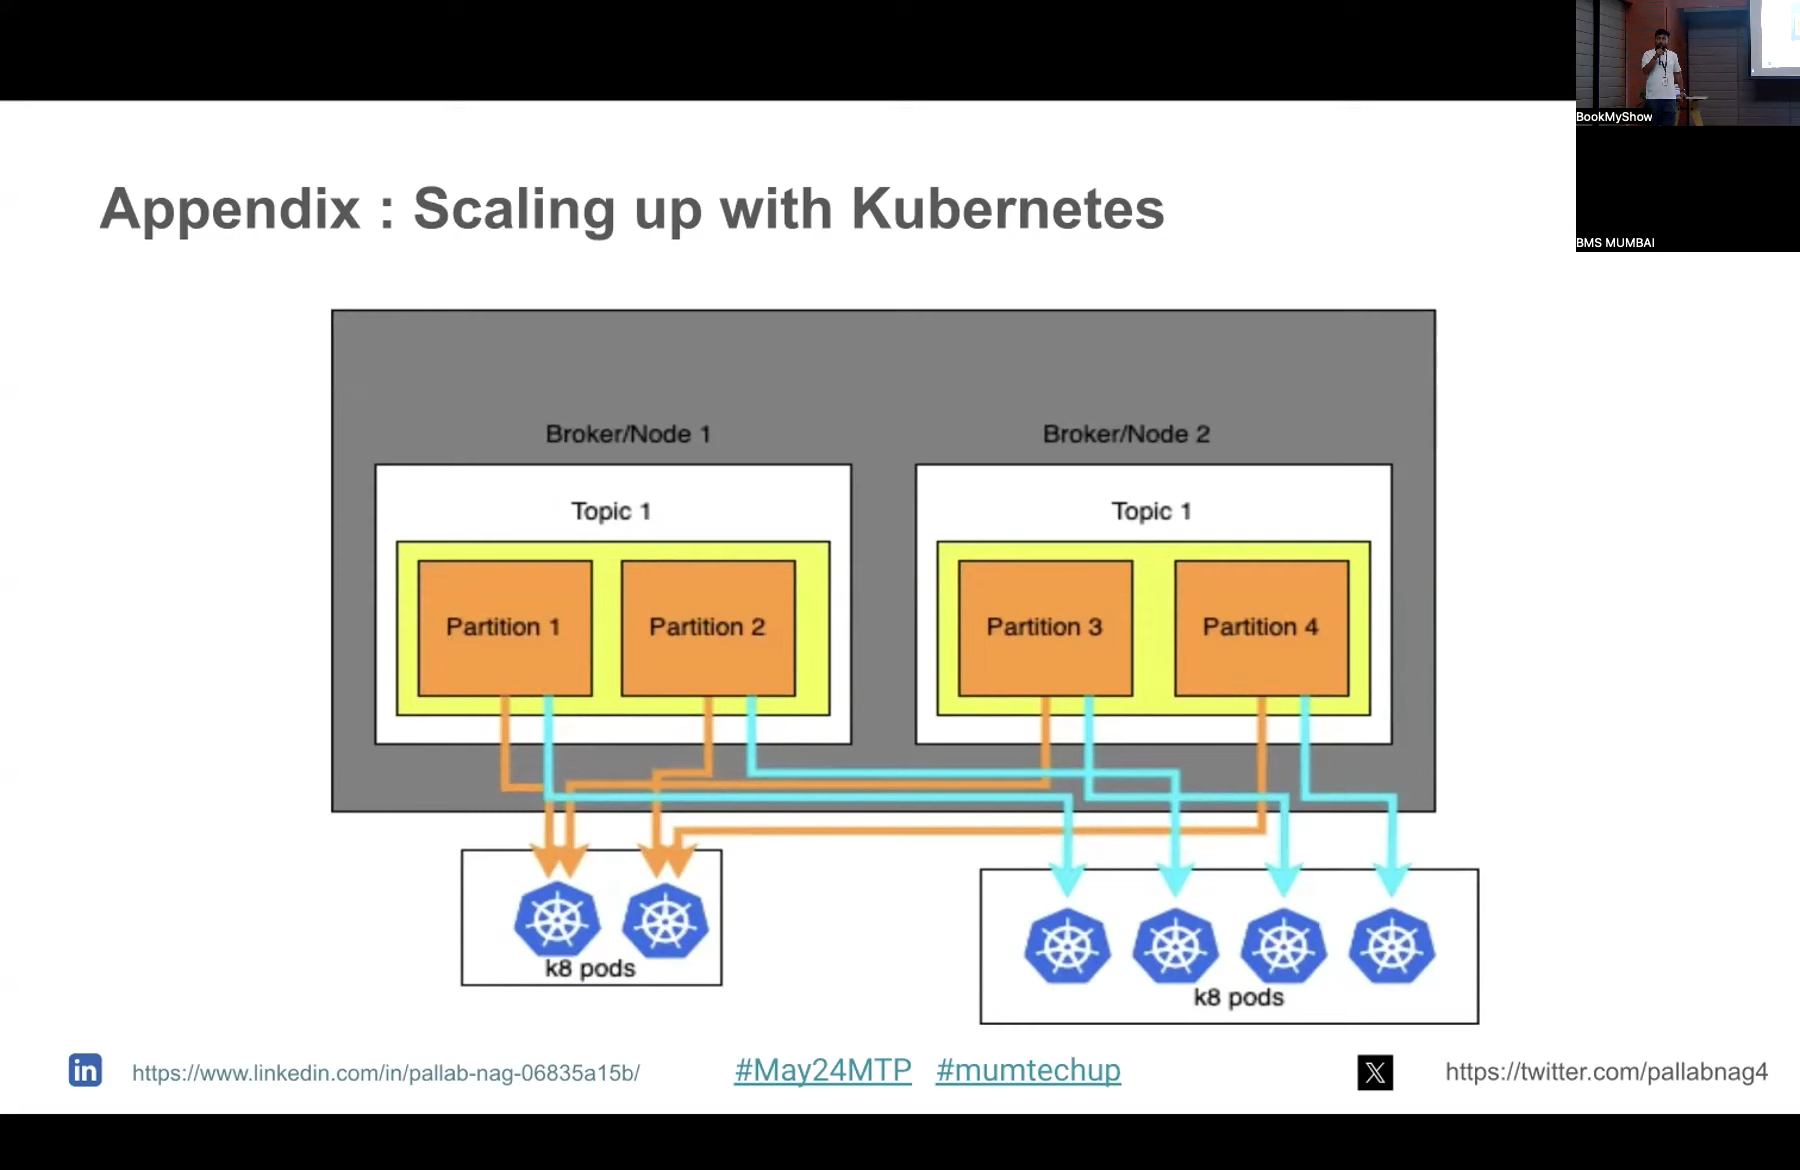 BookMyShow
BMS MUMBAI
Appendix : Scaling up with Kubernetes
Broker/Node 1
Broker/Node 2
Topic 1
Topic 1
Partition 1
Partition 2
Partition 3
Partition 4
k8 pods
k8 pods
in
https://www.linkedin.com/in/pallab-nag-06835a15b/
#May24MTP #mumtechup
X
https://twitter.com/pallabnag4